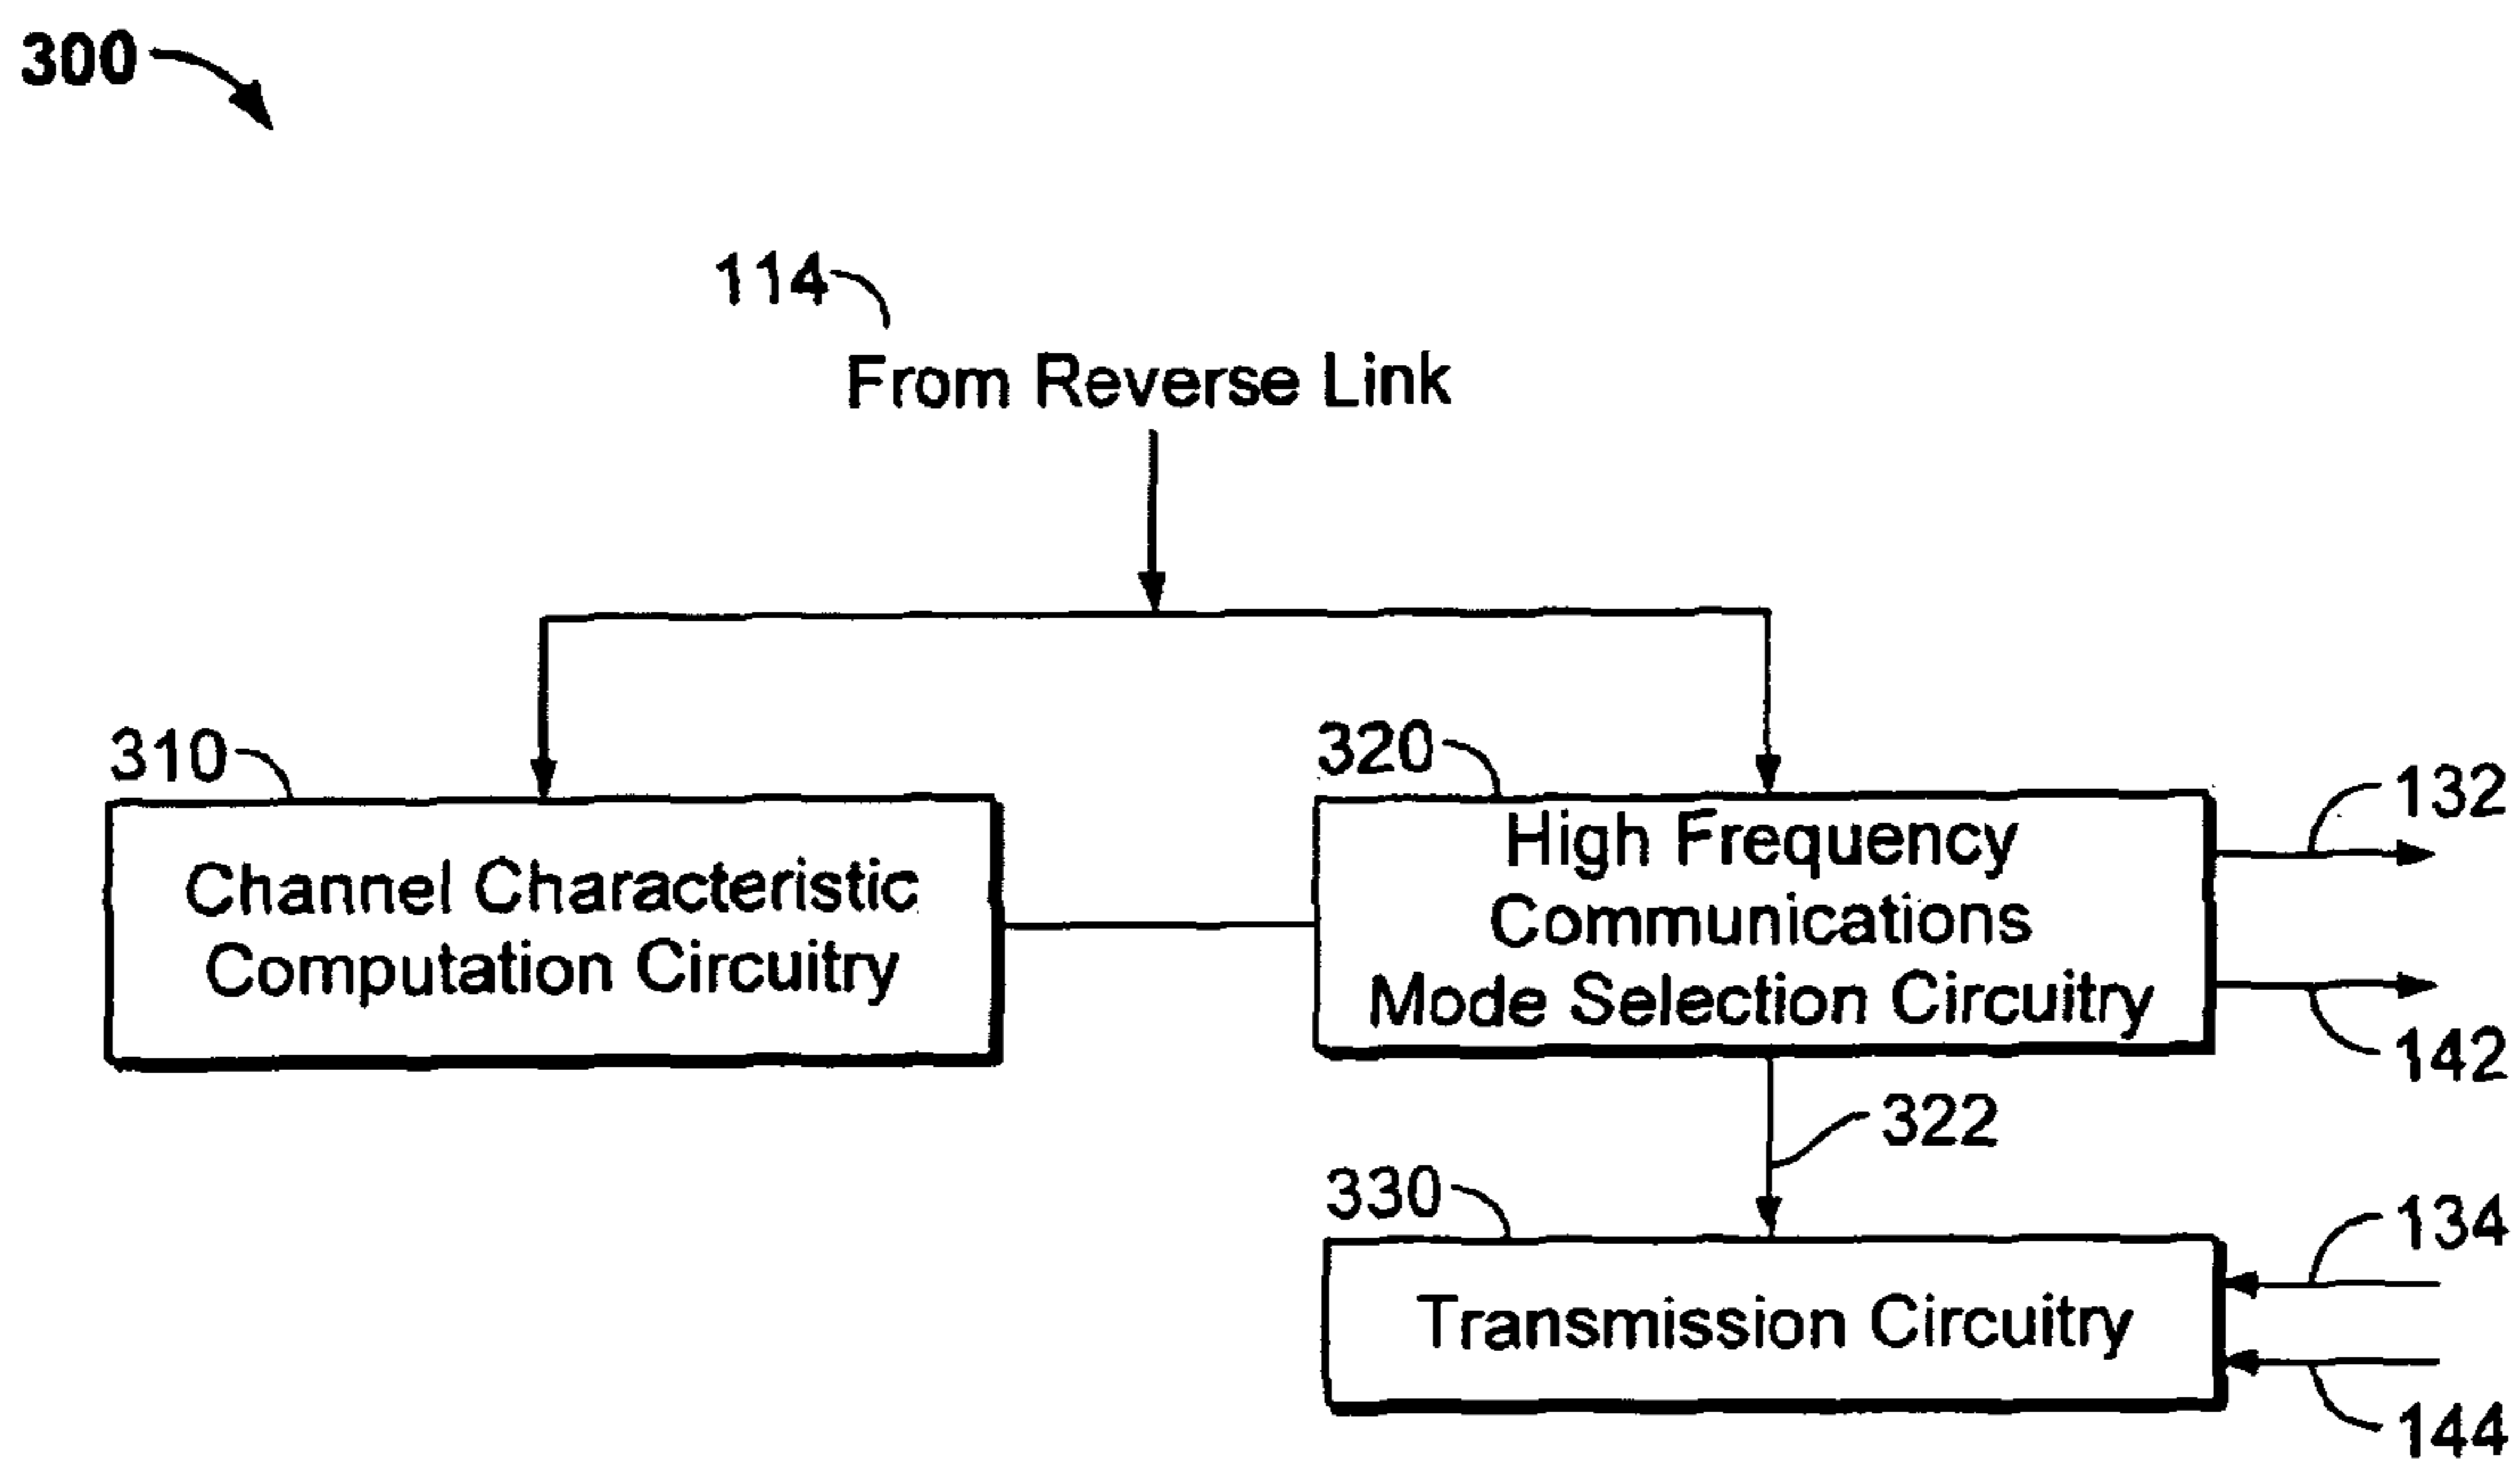 300
114
From Reverse Link
310
Channel Characteristic
Computation Circuitry
320
High Frequency
Communications
Mode Selection Circuitry
132
142
322
330
Transmission Circuitry
134
144